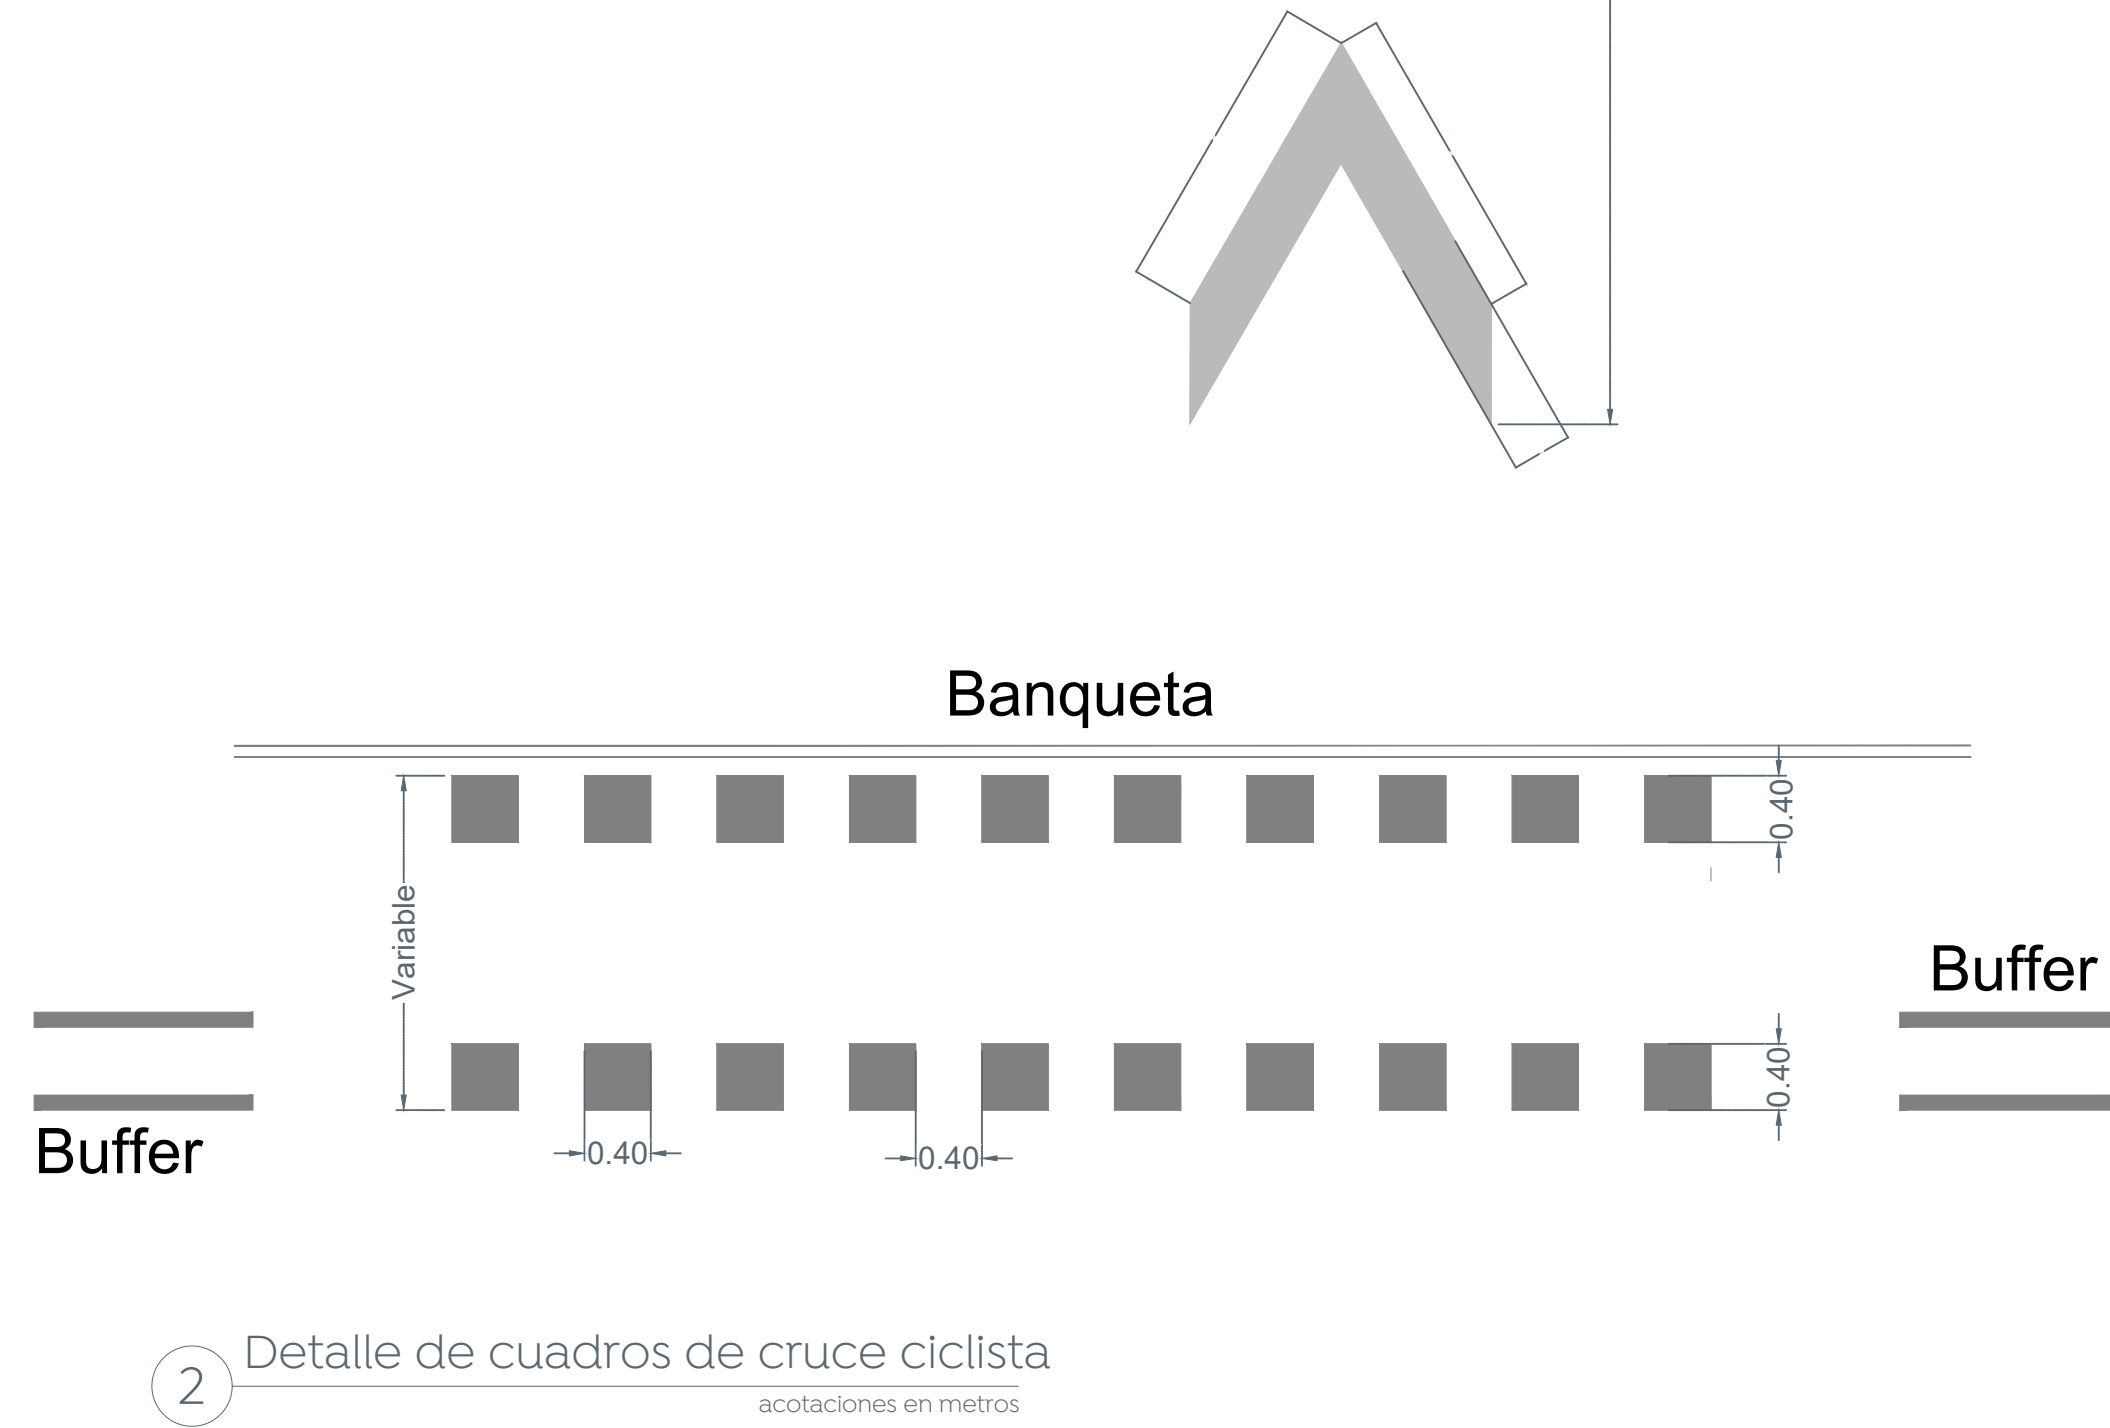 Banqueta
0.40
Variable
Buffer
0.40
Buffer
0.40
0.40
2
Detalle de cuadros de cruce ciclista
acotaciones en metros